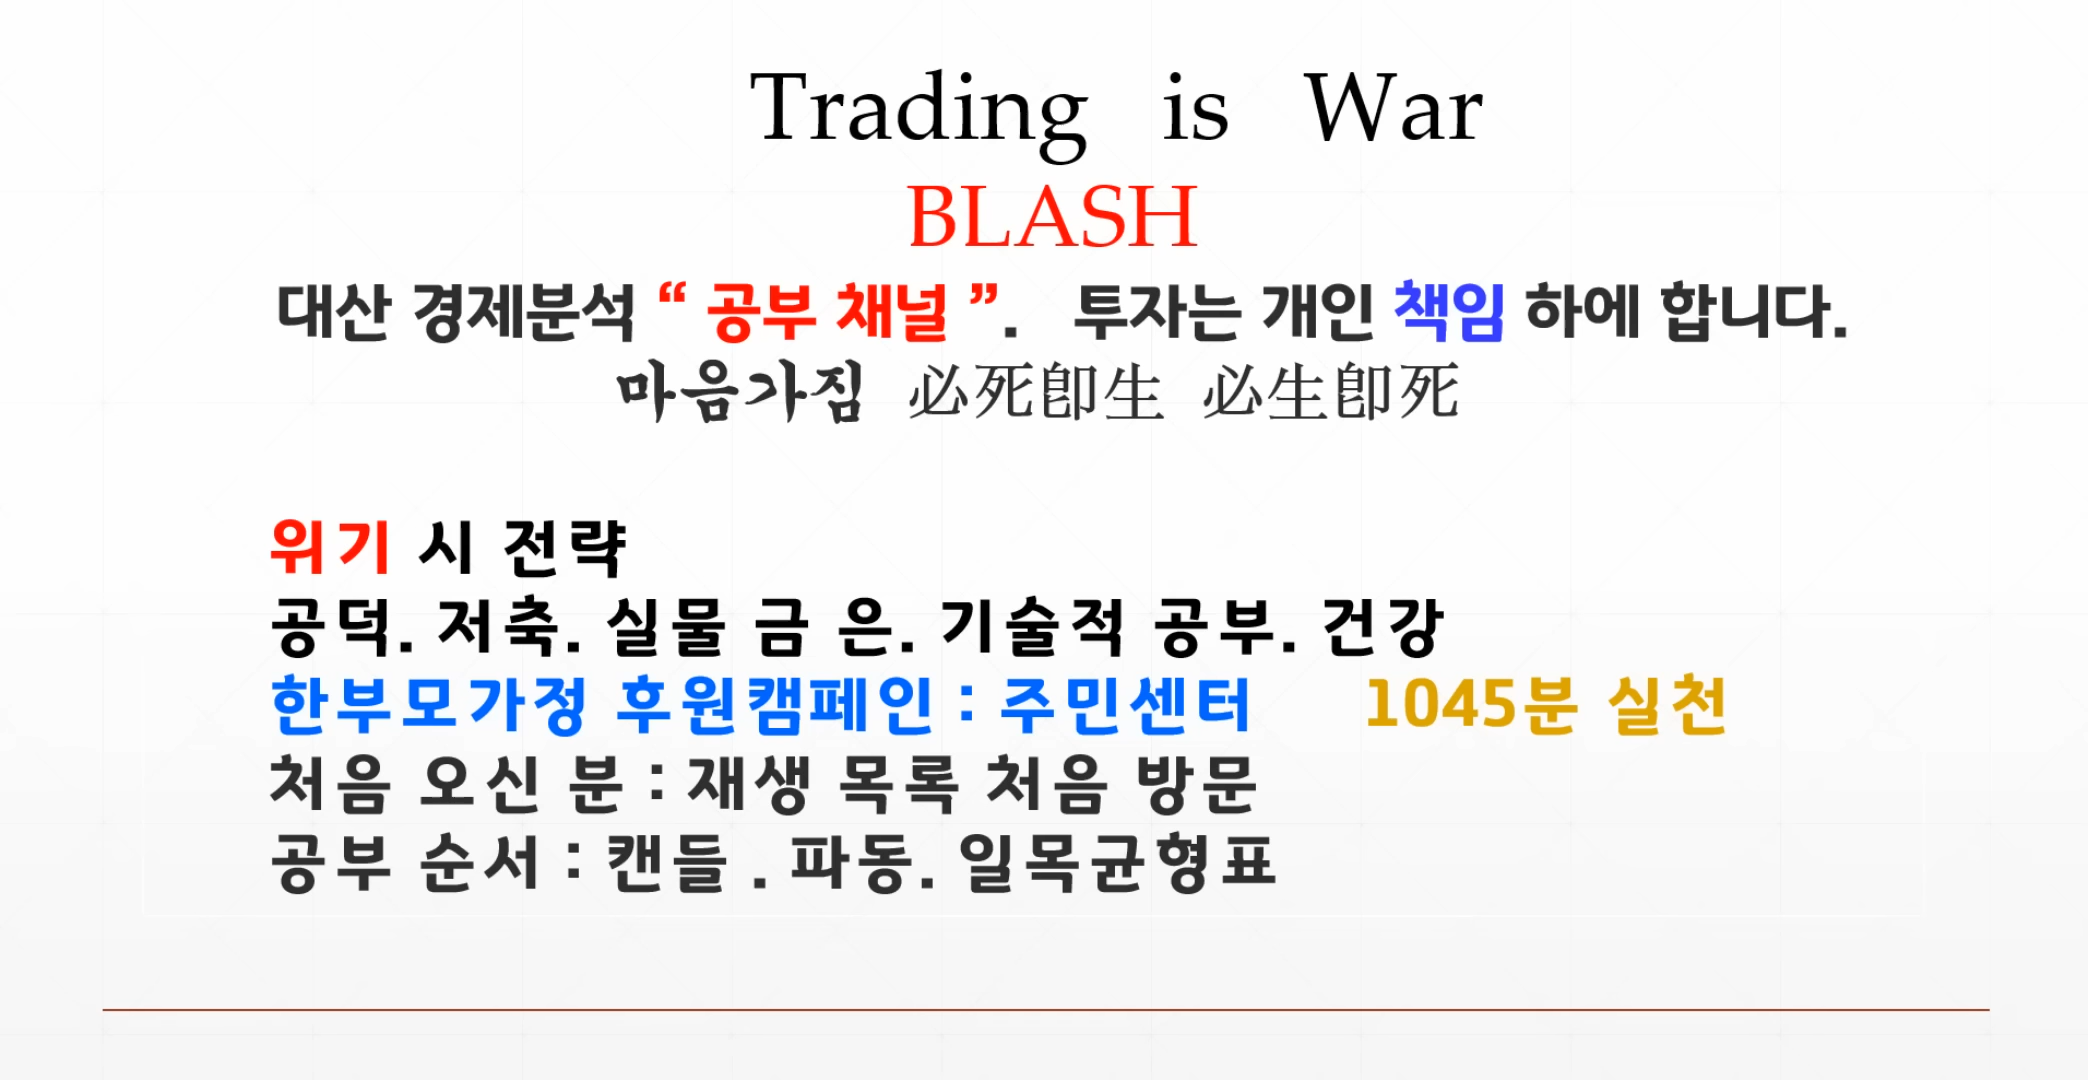 Trading is War
BLASH
대산 경제분석 “ 공부 채널 ”. 투자는 개인 책임 하에 합니다.
마음가짐 必死卽生 必生卽死
위기 시 전략
공덕. 저축. 실물 금 은. 기술적 공부. 건강
한부모가정 후원캠페인 : 주민센터 1045분 실천
처음 오신 분 : 재생 목록 처음 방문
공부 순서 : 캔들 . 파동. 일목균형표